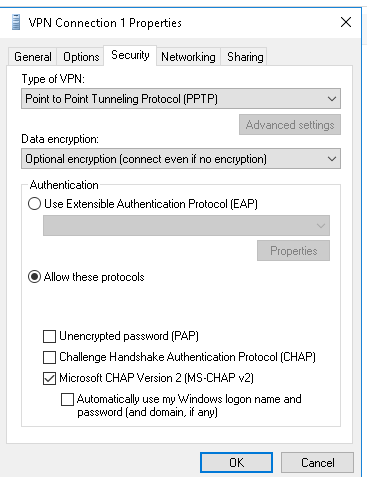 VPN Connection 1 Properties
General Options Security Networking Sharing
Type of VPN:
Point to Point Tunneling Protocol (PPTP)
Advanced settings
Data encryption:
Optional encryption (connect even if no encryption)
Authentication
Use Extensible Authentication Protocol (EAP)
Properties
Allow these protocols
Unencrypted password (PAP)
Challenge Handshake Authentication Protocol (CHAP)
Microsoft CHAP Version 2 (MS-CHAP v2)
Automatically use my Windows logon name and
password (and domain, if any)
OK Cancel